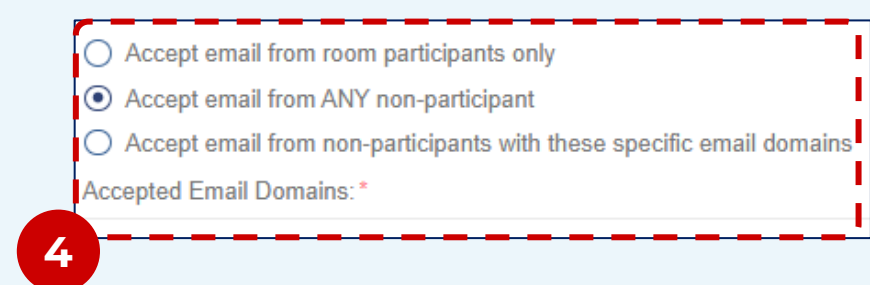 Accept email from room participants only
Accept email from ANY non-participant
Accept email from non-participants with these specific email domains
Accepted Email Domains: *
4